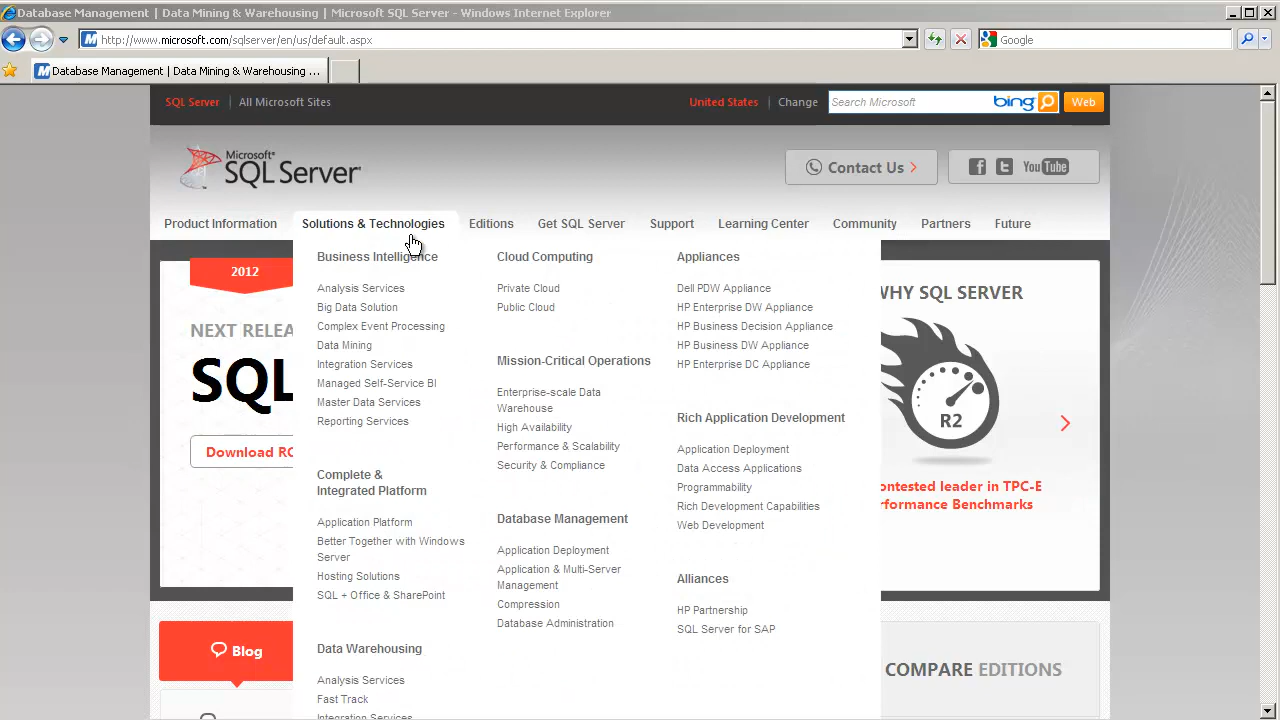 Database Management | Data Mining & Warehousing | Microsoft SQL Server - Windows Internet Explorer
http://www.microsoft.com/sqlserver/en/us/default.aspx
Google
Database Management | Data Mining & Warehousing ...
SQL Server | All Microsoft Sites
United States | Change
Search Microsoft
bing
Web
Microsoft®
SQL Server
Contact Us
You Tube
Product Information
Solutions & Technologies
Editions
Get SQL Server
Support
Learning Center
Community
Partners
Future
Business Intelligence
Analysis Services
Big Data Solution
Complex Event Processing
Data Mining
Integration Services
Managed Self-Service BI
Master Data Services
Reporting Services
Complete &
Integrated Platform
Application Platform
Better Together with Windows
Server
Hosting Solutions
SQL + Office & SharePoint
Data Warehousing
Analysis Services
Fast Track
Integration Services
Cloud Computing
Private Cloud
Public Cloud
Mission-Critical Operations
Enterprise-scale Data
Warehouse
High Availability
Performance & Scalability
Security & Compliance
Database Management
Application Deployment
Application & Multi-Server
Management
Compression
Database Administration
Appliances
Dell PDW Appliance
HP Enterprise DW Appliance
HP Business Decision Appliance
HP Business DW Appliance
HP Enterprise DC Appliance
Rich Application Development
Application Deployment
Data Access Applications
Programmability
Rich Development Capabilities
Web Development
Alliances
HP Partnership
SQL Server for SAP
2012
NEXT RELEA
SQL
Download RC
WHY SQL SERVER
R2
ontested leader in TPC-E
rformance Benchmarks
Blog
COMPARE EDITIONS